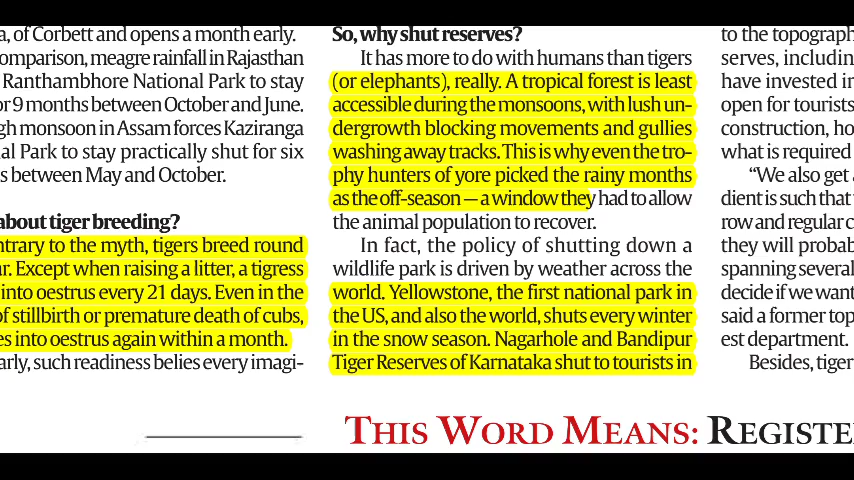 a, of Corbett and opens a month early.
omparison, meagre rainfall in Rajasthan
Ranthambhore National Park to stay
or 9 months between October and June.
gh monsoon in Assam forces Kaziranga
al Park to stay practically shut for six
s between May and October.
about tiger breeding?
ntrary to the myth, tigers breed round
ar. Except when raising a litter, a tigress
into oestrus every 21 days. Even in the
of stillbirth or premature death of cubs,
es into oestrus again within a month.
arly, such readiness belies every imagi-
So, why shut reserves?
It has more to do with humans than tigers
(or elephants), really. A tropical forest is least
accessible during the monsoons, with lush un-
dergrowth blocking movements and gullies
washing away tracks. This is why even the tro-
phy hunters of yore picked the rainy months
as the off-season — a window they had to allow
the animal population to recover.
In fact, the policy of shutting down a
wildlife park is driven by weather across the
world. Yellowstone, the first national park in
the US, and also the world, shuts every winter
in the snow season. Nagarhole and Bandipur
Tiger Reserves of Karnataka shut to tourists in
to the topograph
serves, includin
have invested in
open for tourists
construction, ho
what is required
“We also get a
dient is such that
row and regular c
they will probab
spanning several
decide if we want
said a former top
est department.
Besides, tiger
THIS WORD MEANS: REGISTE